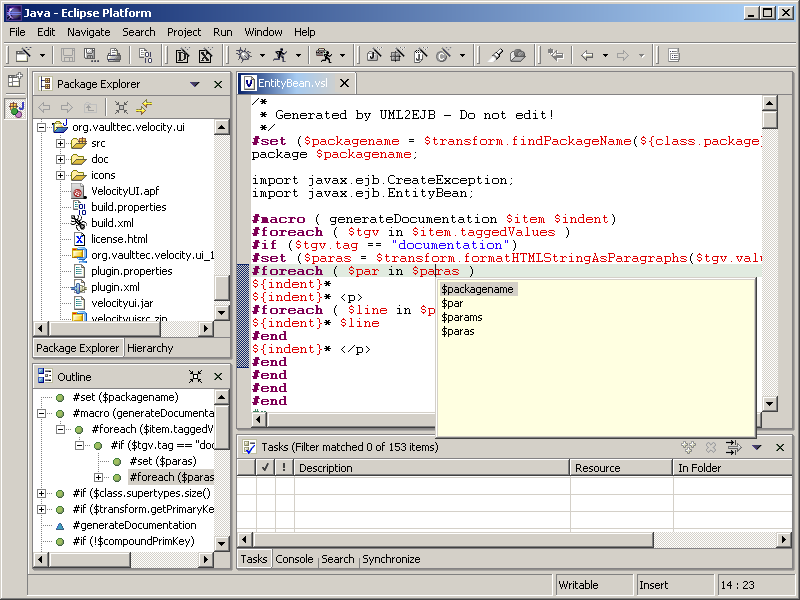 Java - Eclipse Platform
File Edit Navigate Search Project Run Window Help
Package Explorer
org.vaulttec.velocity.ui
src
doc
icons
VelocityUI.apf
build.properties
build.xml
license.html
org.vaulttec.velocity.ui_1
plugin.properties
plugin.xml
velocityui.jar
velocityuisrc.zip
Package Explorer Hierarchy
Outline
#set ($packagename)
#macro (generateDocumenta
#foreach ($item.taggedV
#if ($tgv.tag == "doc
#set ($paras)
#foreach ($paras
#if ($class.supertypes.size()
#if ($transform.getPrimaryKe
#generateDocumentation
#if (!$compoundPrimKey)
EntityBean.vsl
/*
* Generated by UML2EJB - Do not edit!
*/
#set ($packagename = $transform.findPackageName(${class.package
package $packagename;
import javax.ejb.CreateException;
import javax.ejb.EntityBean;
#macro ( generateDocumentation $item $indent)
#foreach ( $tgv in $item.taggedValues )
#if ($tgv.tag == "documentation")
#set ($paras = $transform.formatHTMLStringAsParagraphs($tgv.valu
#foreach ( $par in $paras )
${indent}*
${indent}* <p>
#foreach ( $line in $p
${indent}* $line
#end
${indent}* </p>
#end
#end
#end
#end
$packagename
$par
$params
$paras
Tasks (Filter matched 0 of 153 items)
! Description Resource In Folder
Tasks Console Search Synchronize
Writable Insert 14 : 23